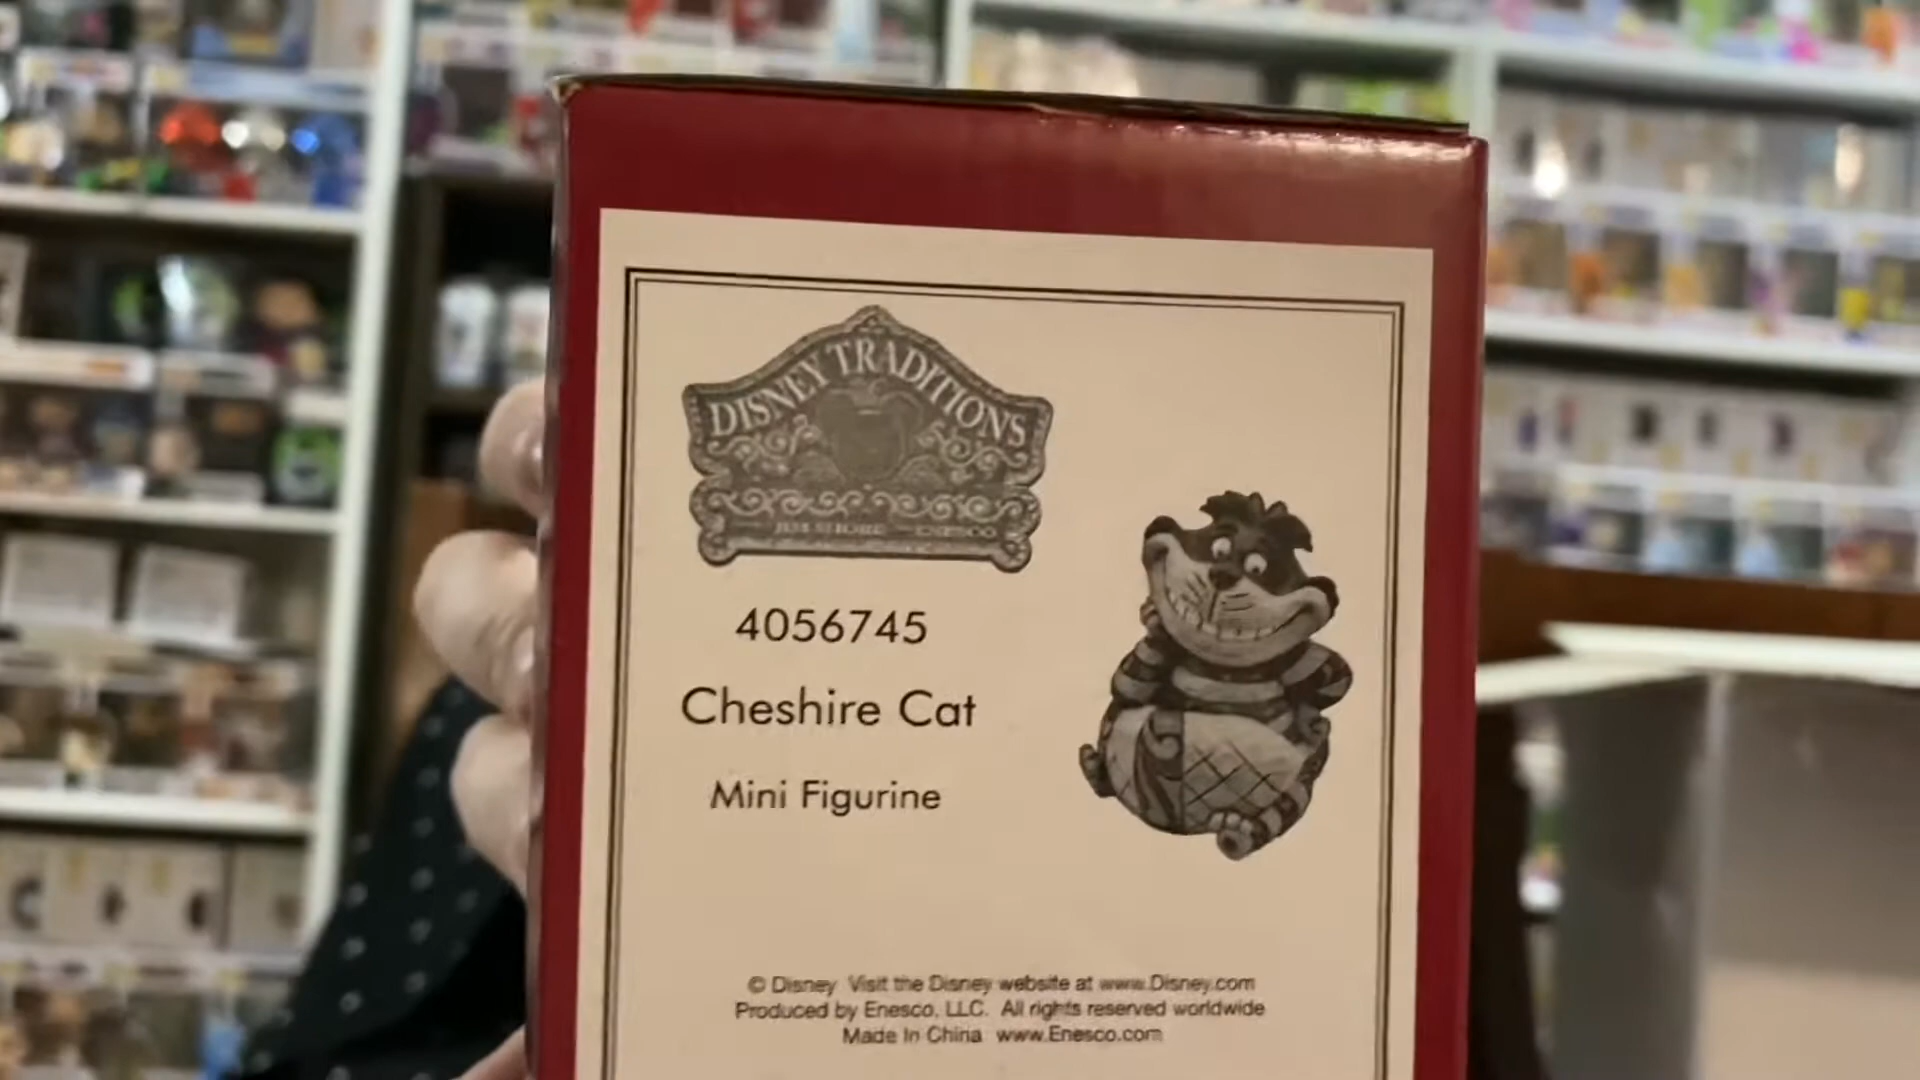 DISNEY TRADITIONS
JIM SHORE ENESCO
4056745
Cheshire Cat
Mini Figurine
© Disney Visit the Disney website at www.Disney.com
Produced by Enesco, LLC. All rights reserved worldwide
Made In China www.Enesco.com